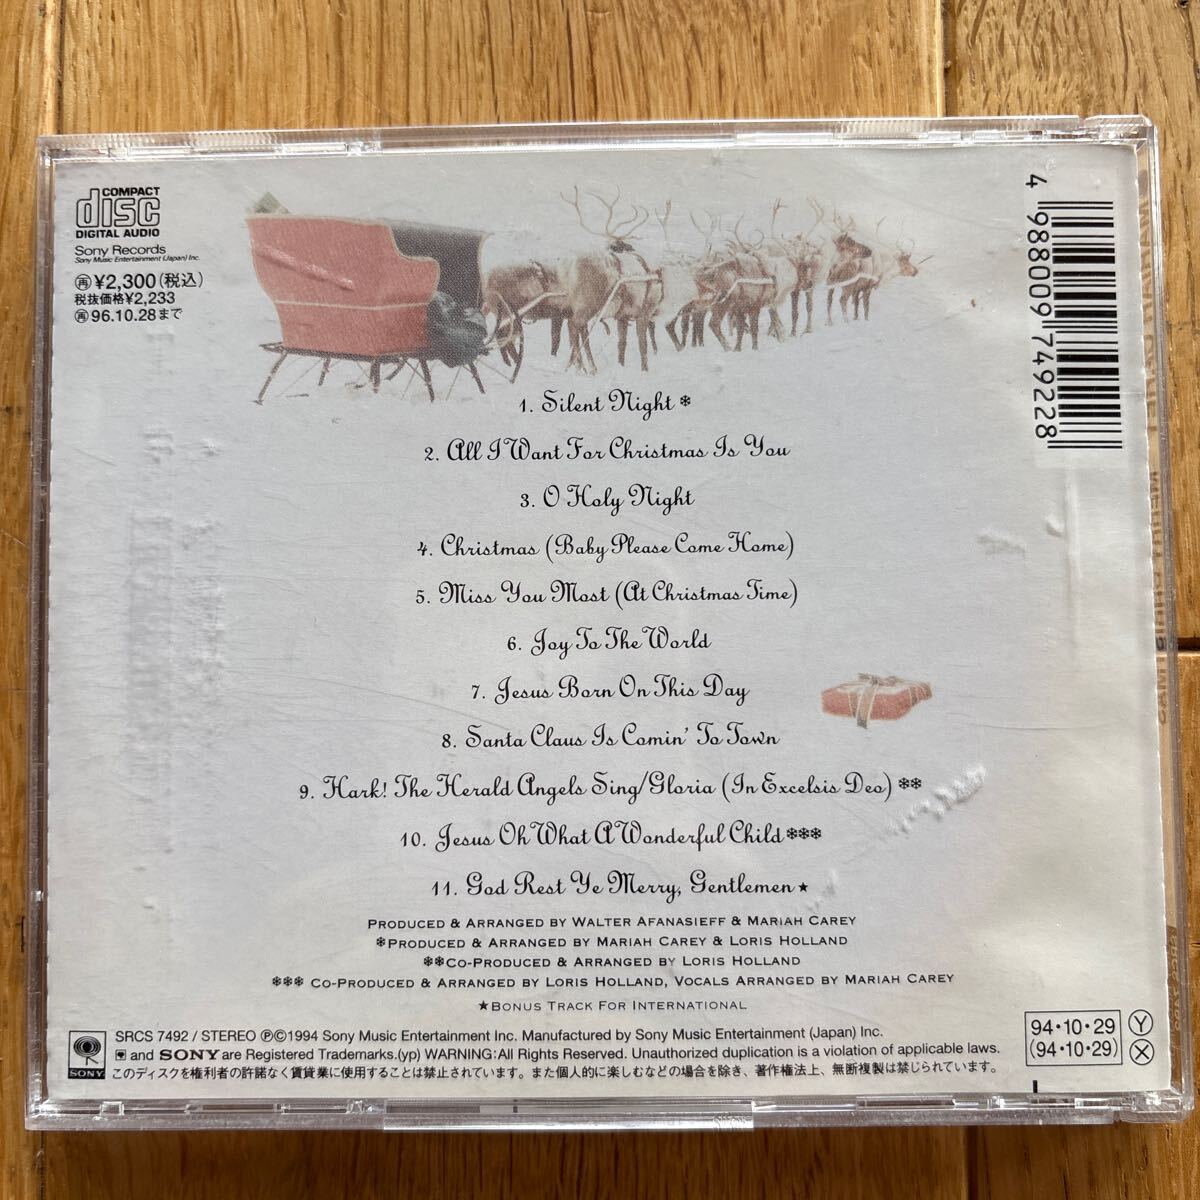 COMPACT
disc
DIGITAL AUDIO
Sony Records
Sony Music Entertainment (Japan) Inc.
再¥2,300(税込)
税抜価格¥2,233
再96.10.28まで
4 988009 749228
1. Silent Night ❄
2. All I Want For Christmas Is You
3. O Holy Night
4. Christmas (Baby Please Come Home)
5. Miss You Most (At Christmas Time)
6. Joy To The World
7. Jesus Born On This Day
8. Santa Claus Is Comin' To Town
9. Hark! The Herald Angels Sing/Gloria (In Excelsis Deo) ❄❄
10. Jesus Oh What A Wonderful Child ❄❄❄
11. God Rest Ye Merry, Gentlemen ★
PRODUCED & ARRANGED BY WALTER AFANASIEFF & MARIAH CAREY
❄PRODUCED & ARRANGED BY MARIAH CAREY & LORIS HOLLAND
❄❄CO-PRODUCED & ARRANGED BY LORIS HOLLAND
❄❄❄ CO-PRODUCED & ARRANGED BY LORIS HOLLAND, VOCALS ARRANGED BY MARIAH CAREY
★BONUS TRACK FOR INTERNATIONAL
SONY
SRCS 7492 / STEREO ℗©1994 Sony Music Entertainment Inc. Manufactured by Sony Music Entertainment (Japan) Inc.
and SONY are Registered Trademarks.(yp) WARNING:All Rights Reserved. Unauthorized duplication is a violation of applicable laws.
このディスクを権利者の許諾なく賃貸業に使用することは禁止されています。また個人的に楽しむなどの場合を除き、著作権法上、無断複製は禁じられています。
94・10・29 Ⓨ
(94・10・29) Ⓧ